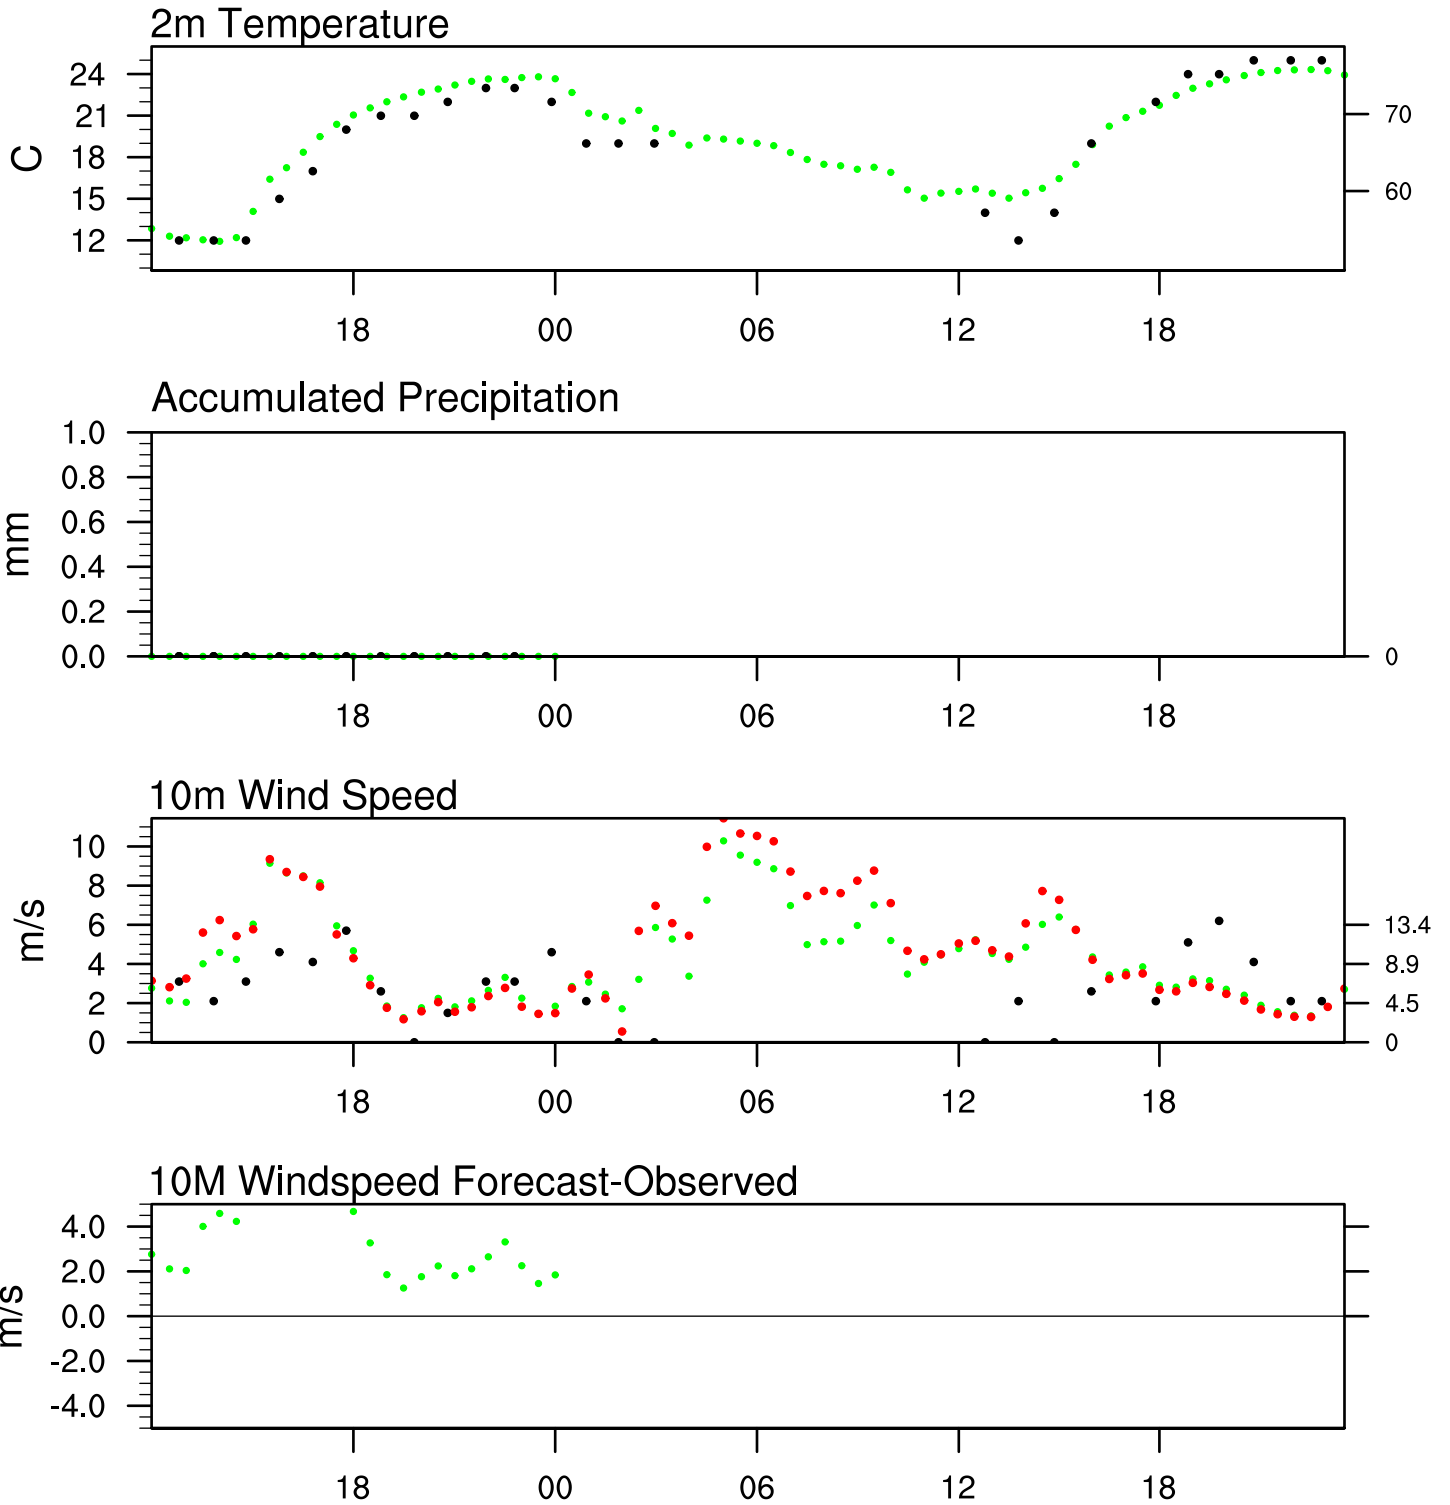 2m Temperature
C
24
21
18
15
12
70
60
18 00 06 12 18
Accumulated Precipitation
mm
1.0
0.8
0.6
0.4
0.2
0.0
0
18 00 06 12 18
10m Wind Speed
m/s
10
8
6
4
2
0
13.4
8.9
4.5
0
18 00 06 12 18
10M Windspeed Forecast-Observed
m/s
4.0
2.0
0.0
-2.0
-4.0
18 00 06 12 18